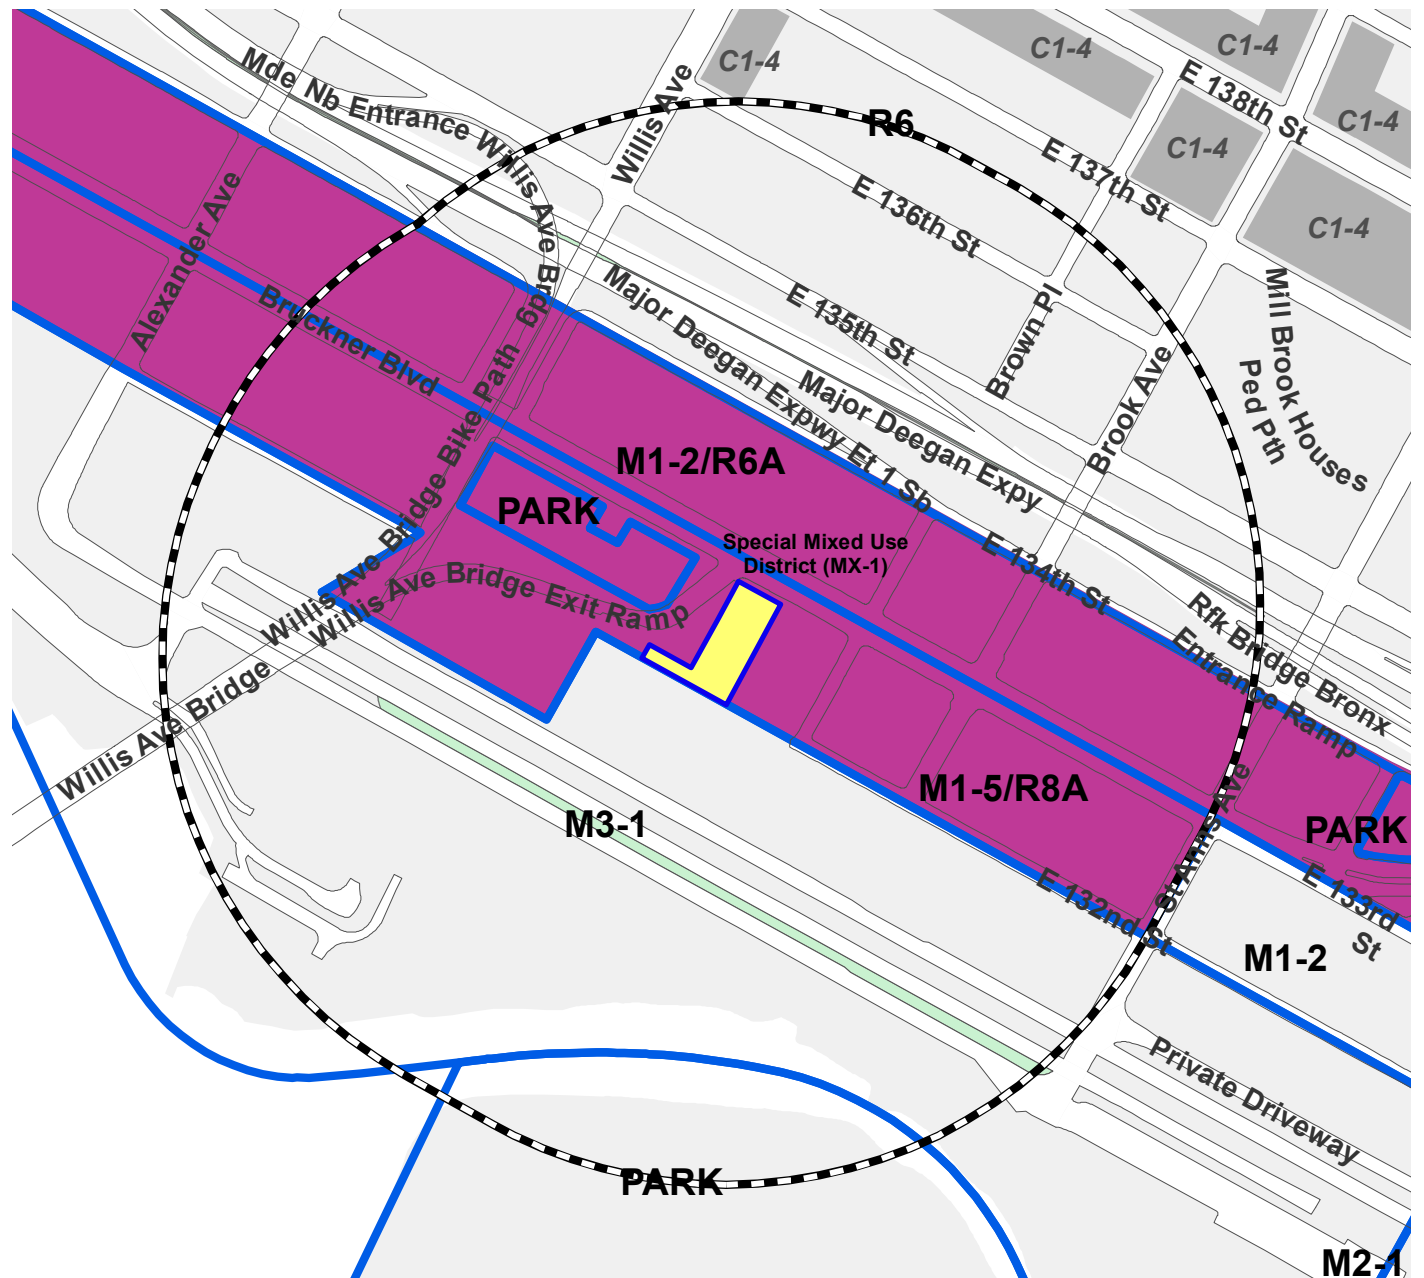 C1-4
C1-4
C1-4
C1-4
C1-4
C1-4
E 138th St
Mde Nb Entrance Willis Ave Brdg
Willis Ave
R6
E 137th St
E 136th St
Alexander Ave
Bruckner Blvd
Major Deegan Expwy Et 1 Sb
E 135th St
Major Deegan Expy
Brown Pl
Brook Ave
Mill Brook Houses
Ped Pth
M1-2/R6A
PARK
Special Mixed Use
District (MX-1)
Willis Ave Bridge Bike Path
Willis Ave Bridge Exit Ramp
E 134th St
Rfk Bridge Bronx
Entrance Ramp
Willis Ave Bridge
M1-5/R8A
M3-1
PARK
St Anns Ave
E 132nd St
E 133rd
St
M1-2
Private Driveway
PARK
M2-1